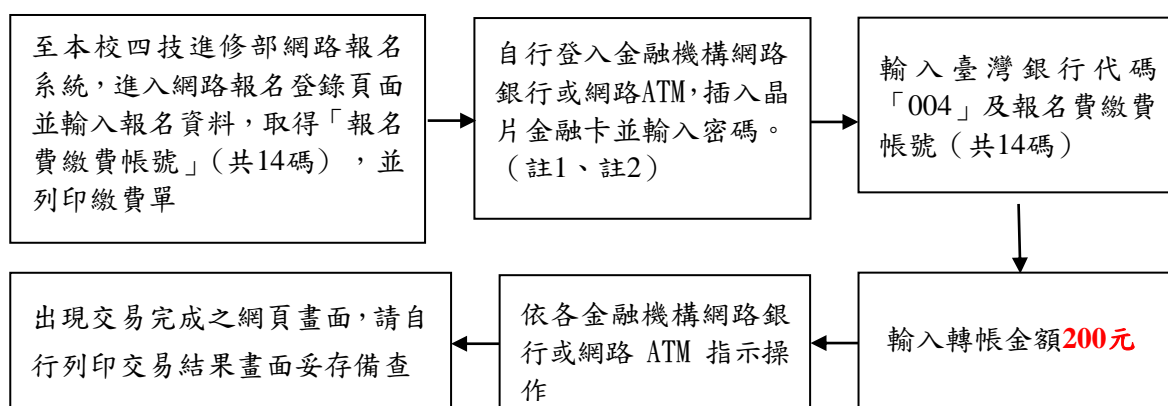 至本校四技進修部網路報名
系統，進入網路報名登錄頁面
並輸入報名資料，取得「報名
費繳費帳號」（共14碼），並
列印繳費單
自行登入金融機構網路
銀行或網路ATM，插入晶
片金融卡並輸入密碼。
（註1、註2）
輸入臺灣銀行代碼
「004」及報名費繳費
帳號（共14碼）
輸入轉帳金額200元
依各金融機構網路銀
行或網路 ATM 指示操
作
出現交易完成之網頁畫面，請自
行列印交易結果畫面妥存備查